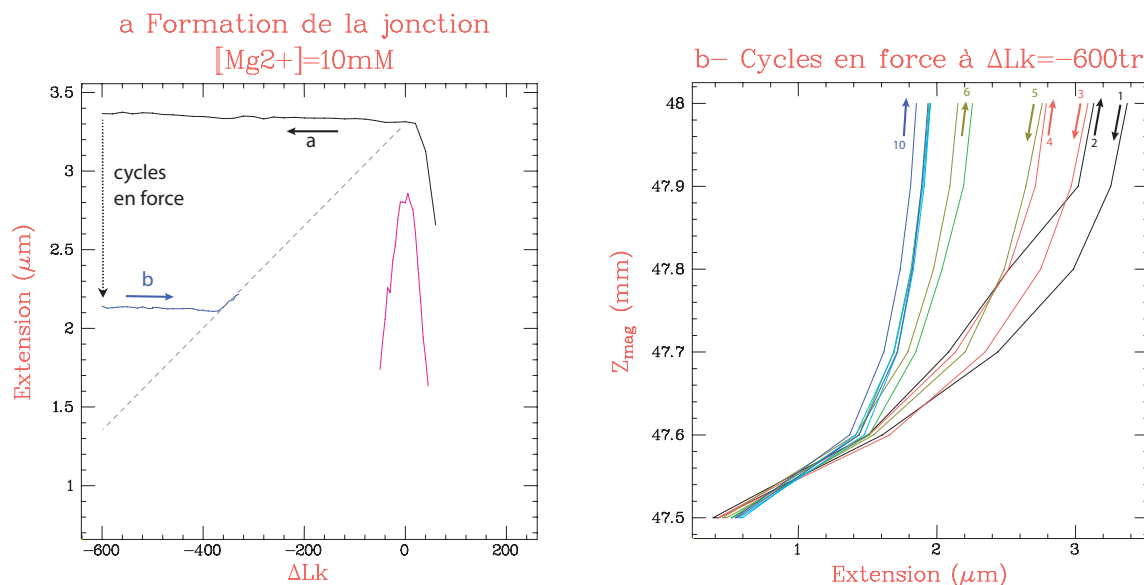 a Formation de la jonction
[Mg2+]=10mM
3.5
3
2.5
2
1.5
1
Extension (μm)
−600
−400
−200
0
200
ΔLk
a
cycles
en force
b
b− Cycles en force à ΔLk=−600tr
48
47.9
47.8
47.7
47.6
47.5
Zmag (mm)
1
2
3
Extension (μm)
10
6
5
4
3
2
1